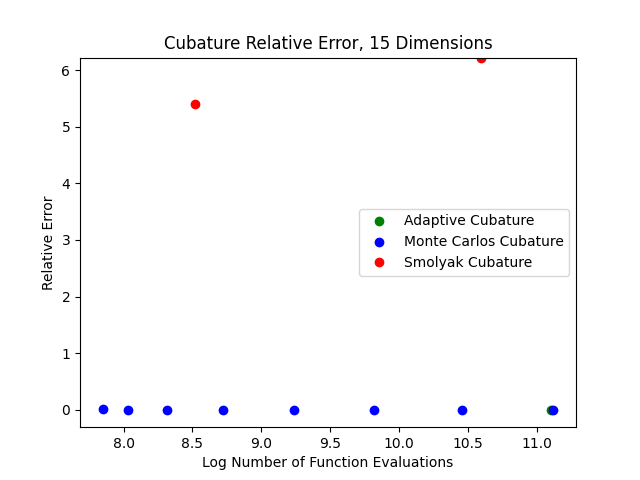 Cubature Relative Error, 15 Dimensions
6
5
4
3
2
1
0
Relative Error
Adaptive Cubature
Monte Carlos Cubature
Smolyak Cubature
8.0 8.5 9.0 9.5 10.0 10.5 11.0
Log Number of Function Evaluations